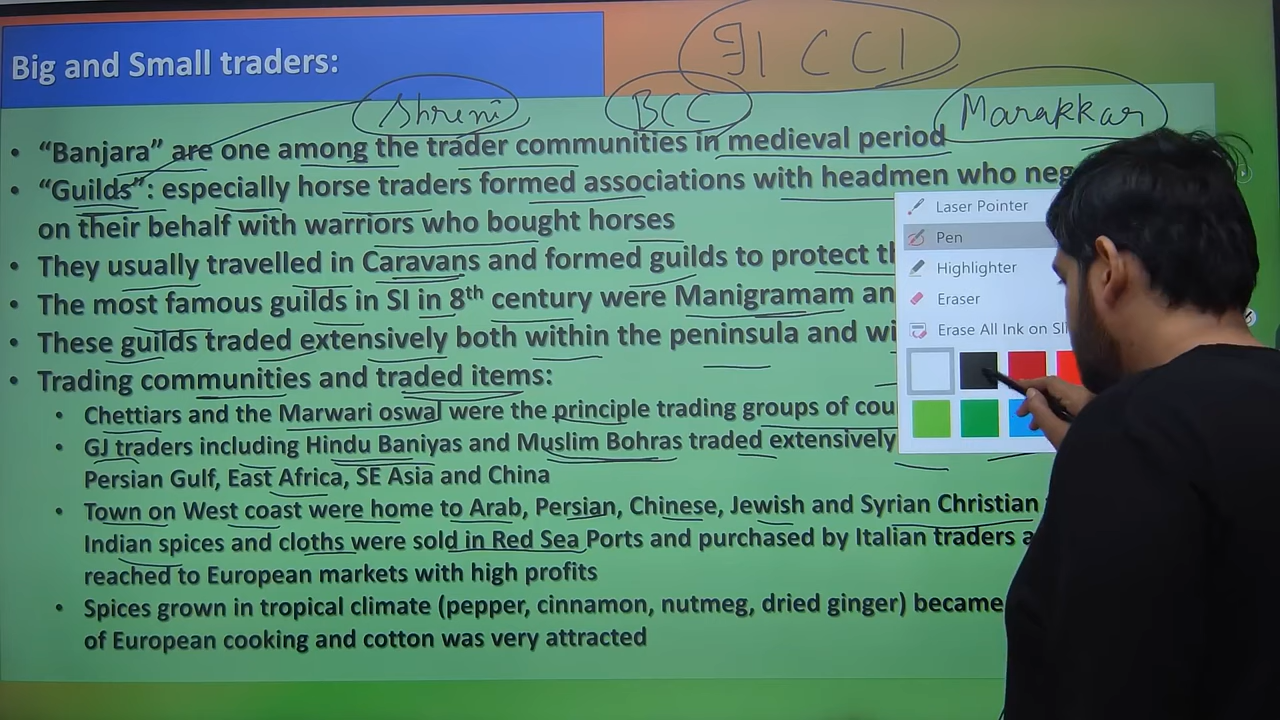 Big and Small traders:
FICCI
Shreni BCC Marakkar
• “Banjara” are one among the trader communities in medieval period
• “Guilds”: especially horse traders formed associations with headmen who
on their behalf with warriors who bought horses
• They usually travelled in Caravans and formed guilds to protect
• The most famous guilds in SI in 8th century were Manigramam
• These guilds traded extensively both within the peninsula and
• Trading communities and traded items:
• Chettiars and the Marwari oswal were the principle trading groups of
• GJ traders including Hindu Baniyas and Muslim Bohras traded extensively
Persian Gulf, East Africa, SE Asia and China
• Town on West coast were home to Arab, Persian, Chinese, Jewish and Syrian Christian
Indian spices and cloths were sold in Red Sea Ports and purchased by Italian traders
reached to European markets with high profits
• Spices grown in tropical climate (pepper, cinnamon, nutmeg, dried ginger) became
of European cooking and cotton was very attracted
Laser Pointer
Pen
Highlighter
Eraser
Erase All Ink on